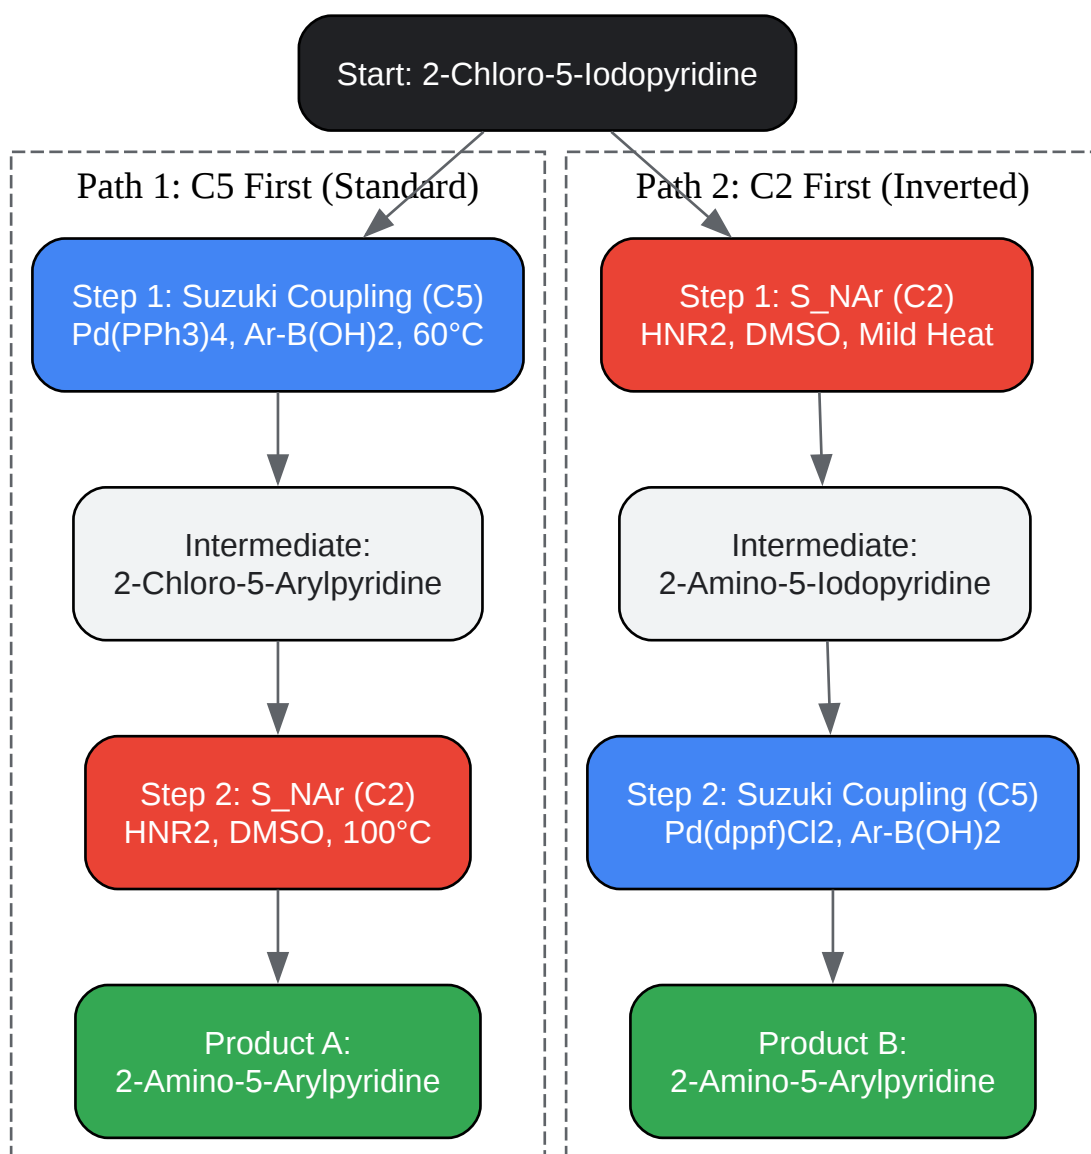 Start: 2-Chloro-5-Iodopyridine
Path 1: C5 First (Standard)
Step 1: Suzuki Coupling (C5)
Pd(PPh3)4, Ar-B(OH)2, 60°C
Intermediate:
2-Chloro-5-Arylpyridine
Step 2: S_NAr (C2)
HNR2, DMSO, 100°C
Product A:
2-Amino-5-Arylpyridine
Path 2: C2 First (Inverted)
Step 1: S_NAr (C2)
HNR2, DMSO, Mild Heat
Intermediate:
2-Amino-5-Iodopyridine
Step 2: Suzuki Coupling (C5)
Pd(dppf)Cl2, Ar-B(OH)2
Product B:
2-Amino-5-Arylpyridine